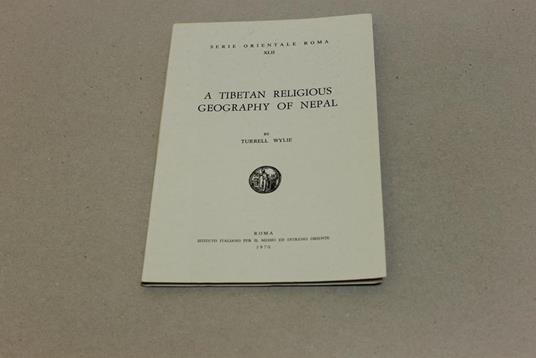 SERIE ORIENTALE ROMA
XLII
A TIBETAN RELIGIOUS
GEOGRAPHY OF NEPAL
BY
TURRELL WYLIE
ROMA
ISTITUTO ITALIANO PER IL MEDIO ED ESTREMO ORIENTE
1970